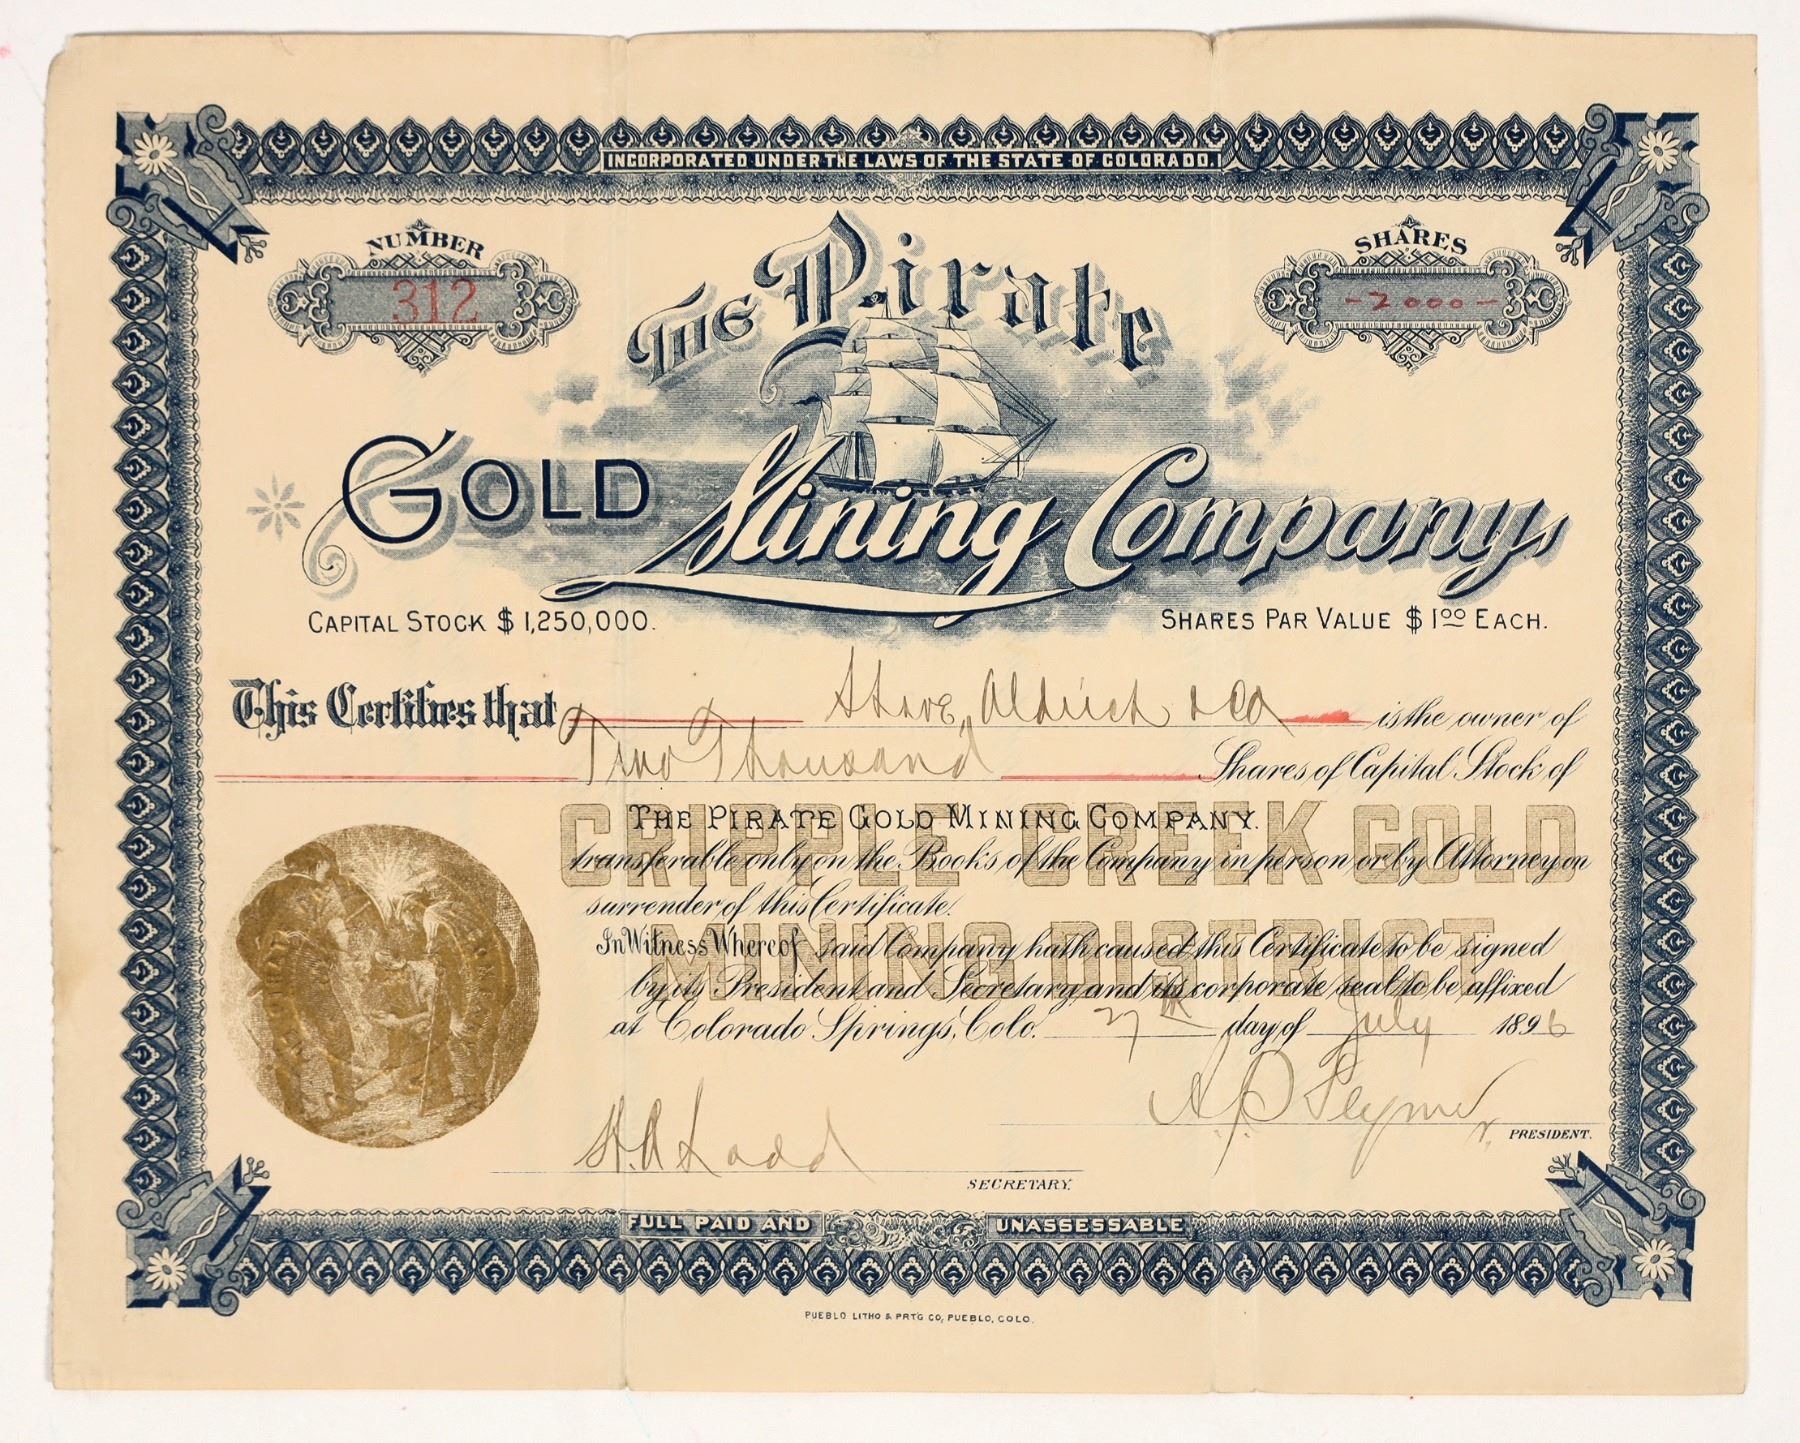 INCORPORATED UNDER THE LAWS OF THE STATE OF COLORADO.
NUMBER
312
SHARES
-2000-
THE Pirate
GOLD Mining Company,
CAPITAL STOCK $1,250,000.
SHARES PAR VALUE $1.00 EACH.
This Certifies that Shove, Aldrich & Co is the owner of
Two Thousand Shares of Capital Stock of
THE PIRATE GOLD MINING COMPANY.
CRIPPLE CREEK GOLD
transferable only on the Books of the Company in person or by Attorney on
surrender of this Certificate.
In Witness Whereof said Company hath caused this Certificate to be signed
MINING DISTRICT
by its President and Secretary, and its corporate seal to be affixed
at Colorado Springs, Colo. 27th day of July 1896
PRESIDENT.
H. A. Ladd
SECRETARY.
FULL PAID AND UNASSESSABLE
PUEBLO LITHO & PRT'G CO, PUEBLO, COLO.